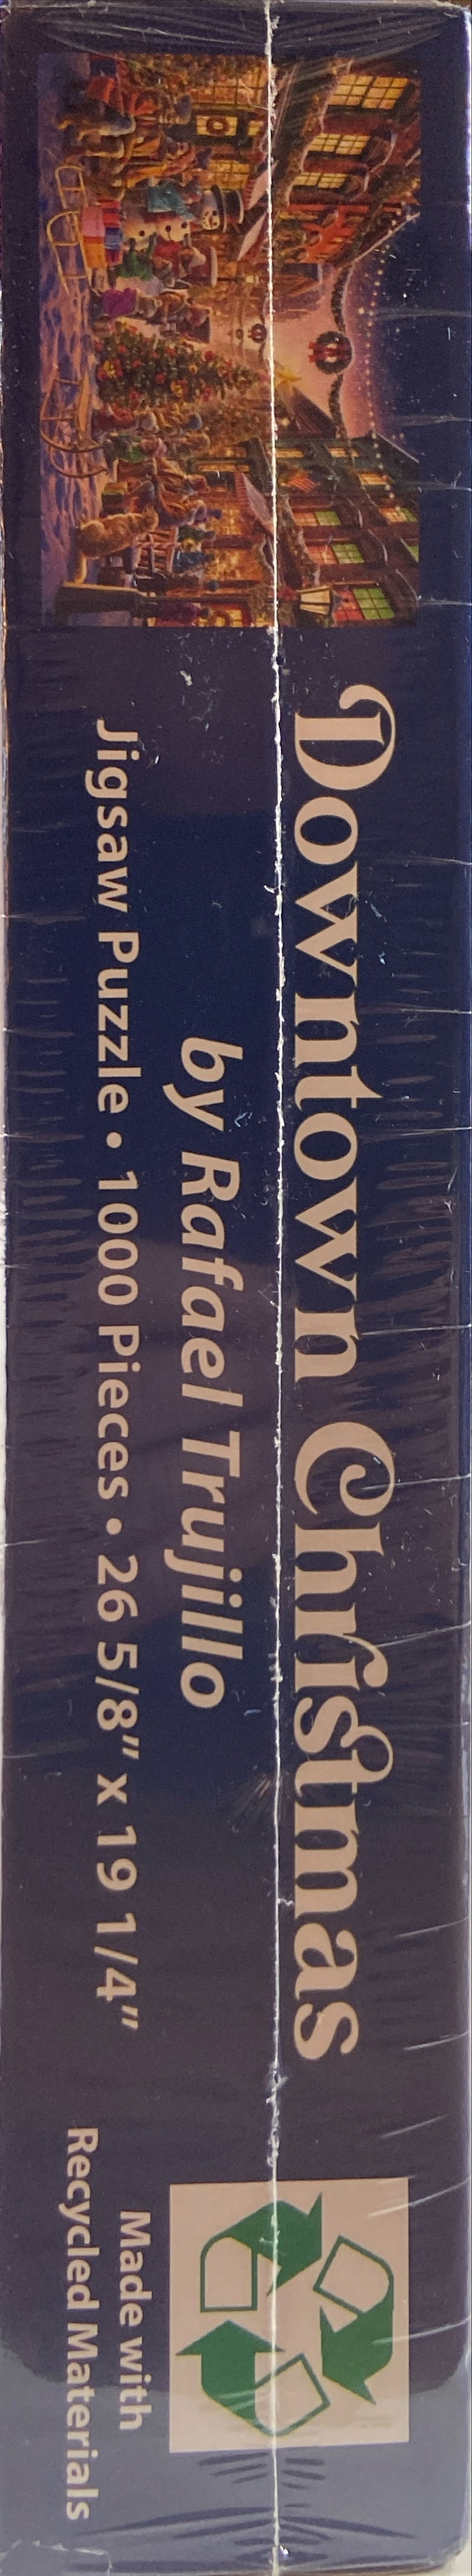 Downtown Christmas
by Rafael Trujillo
Jigsaw Puzzle • 1000 Pieces • 26 5/8” x 19 1/4”
Made with
Recycled Materials